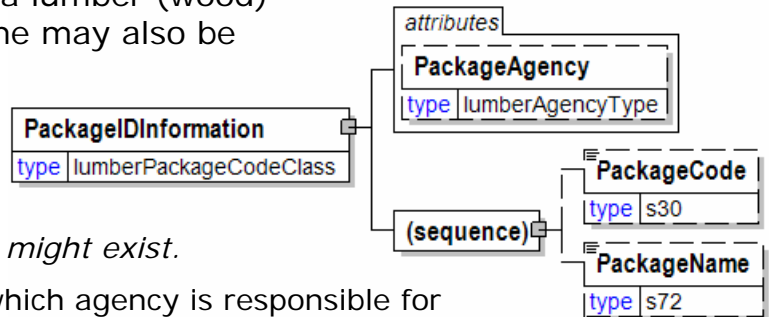 a lumber (wood)
ne may also be
attributes
PackageAgency
type lumberAgencyType
PackageIDInformation
type lumberPackageCodeClass
(sequence)
PackageCode
type s30
PackageName
type s72
might exist.
which agency is responsible for